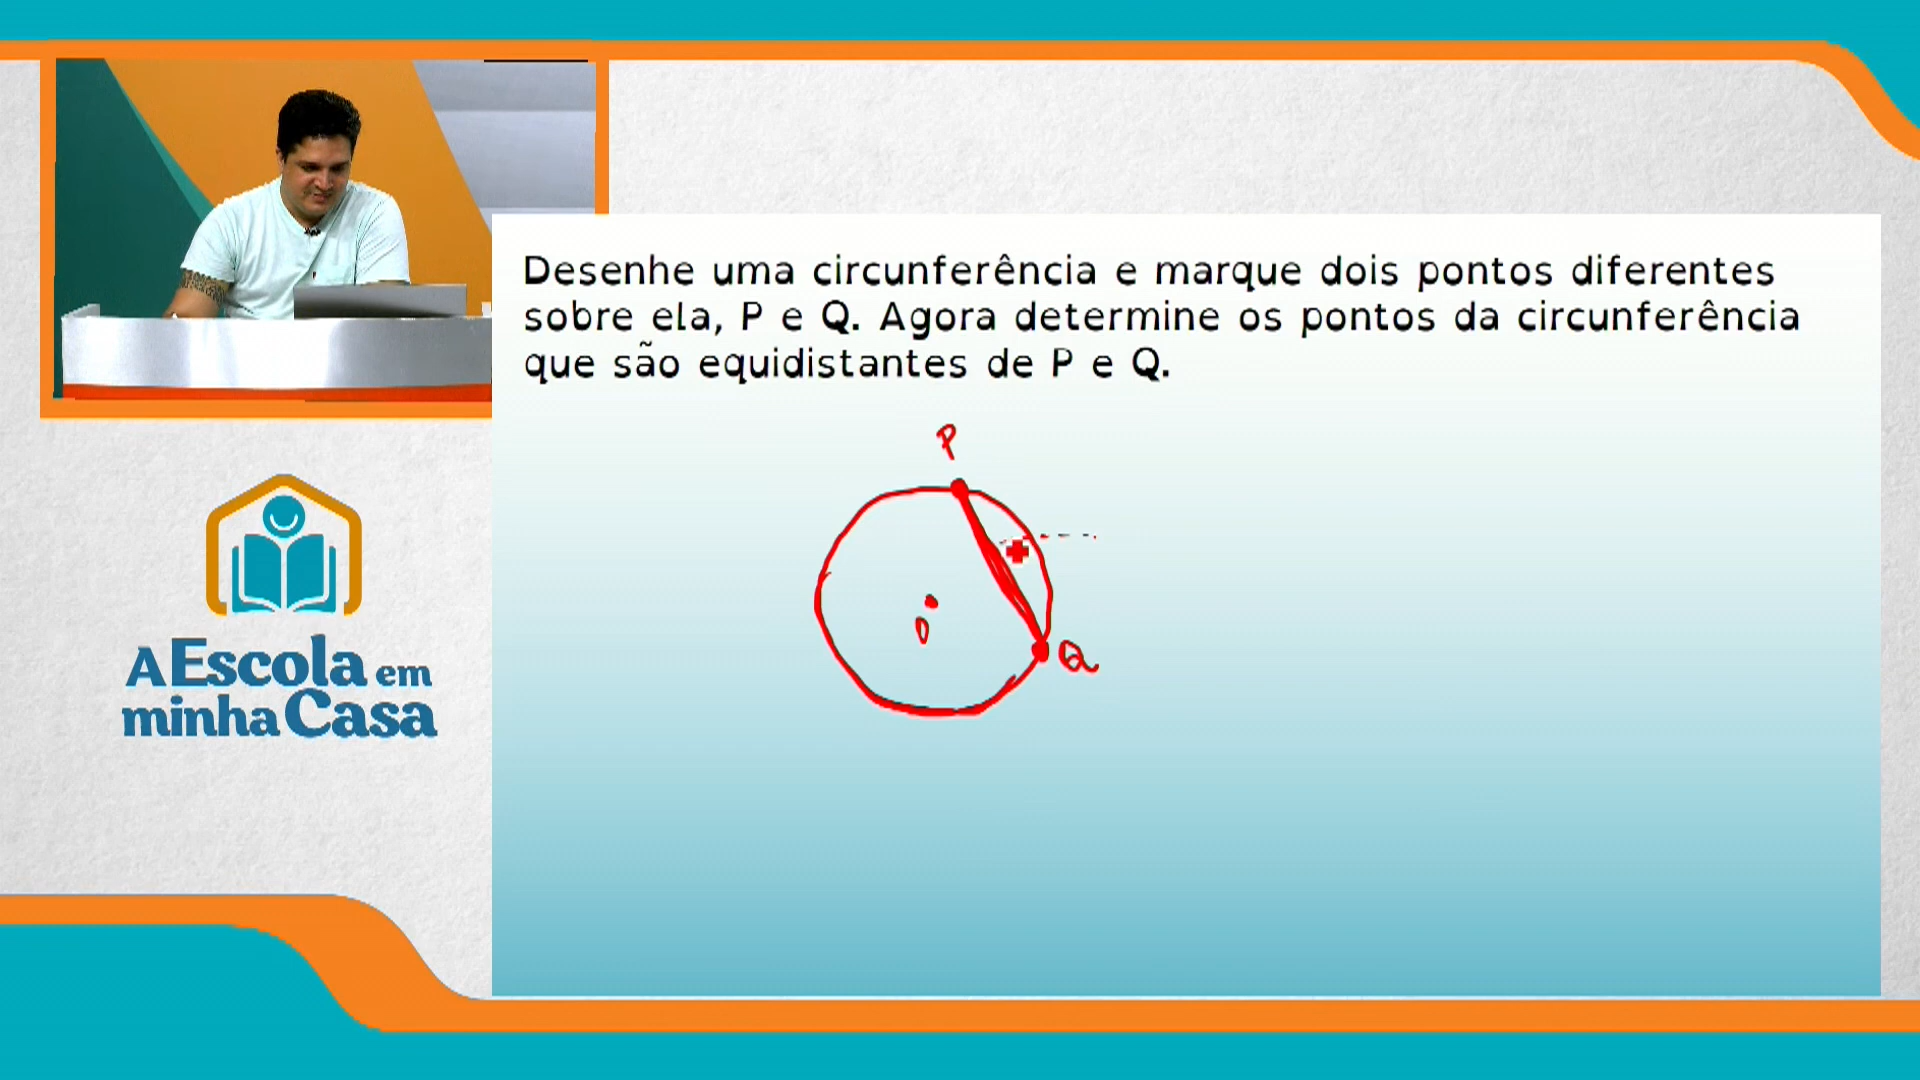 Desenhe uma circunferência e marque dois pontos diferentes
sobre ela, P e Q. Agora determine os pontos da circunferência
que são equidistantes de P e Q.
P
O
Q
A Escola em
minha Casa